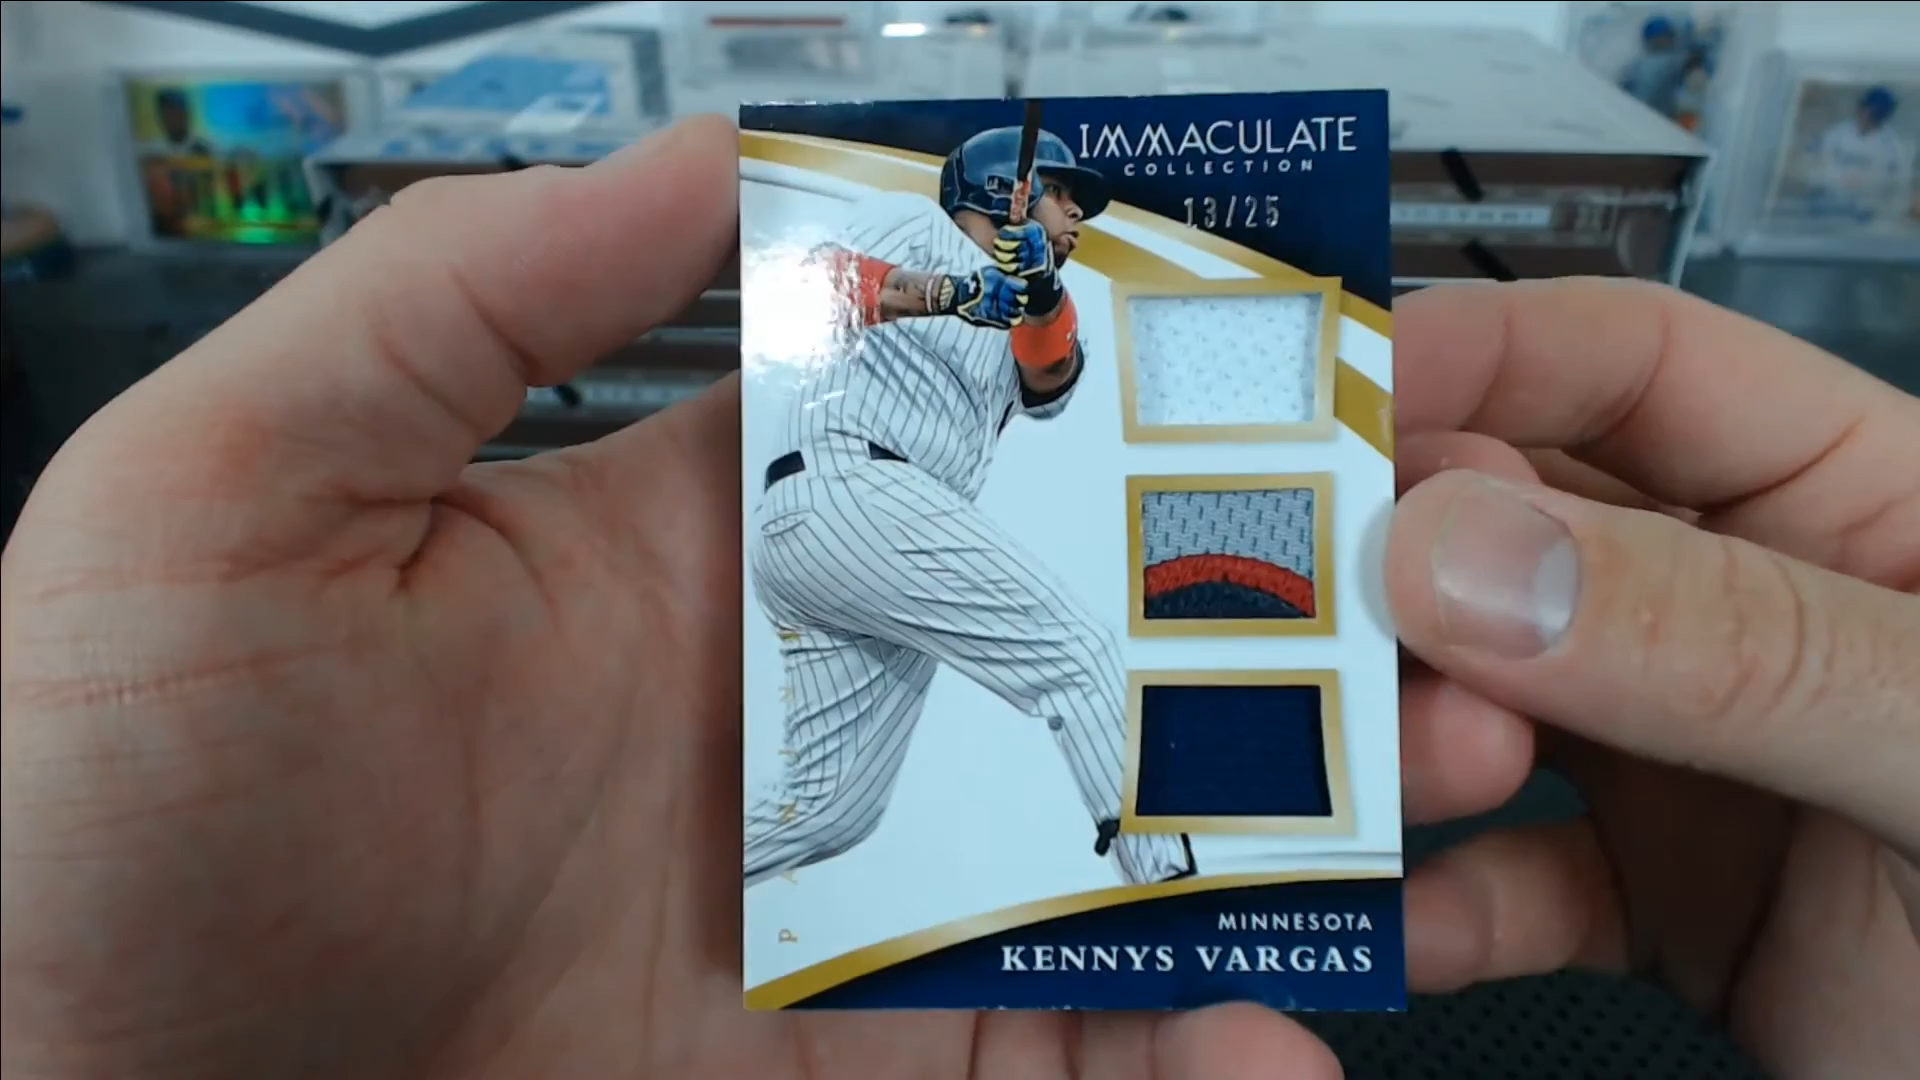 IMMACULATE
COLLECTION
13/25
MINNESOTA
KENNYS VARGAS